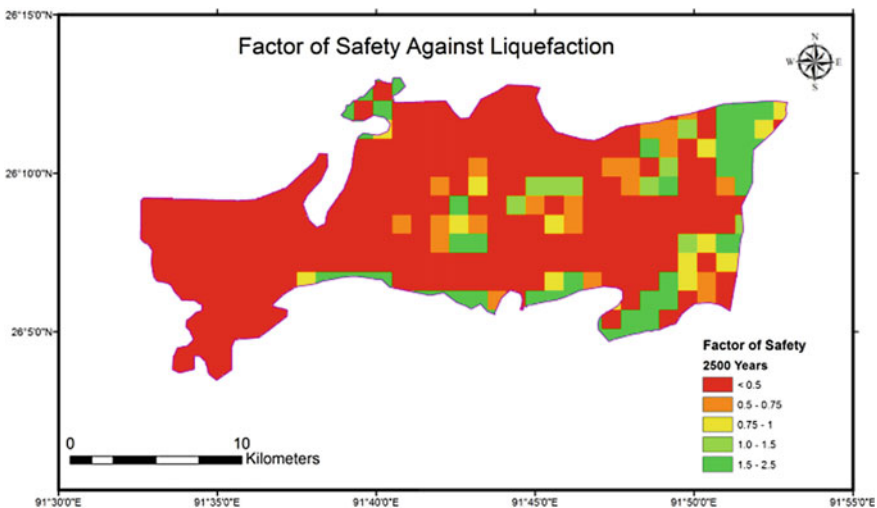 26°15'0"N
Factor of Safety Against Liquefaction
N
W E
S
26°10'0"N
26°5'0"N
Factor of Safety
2500 Years
< 0.5
0.5 - 0.75
0.75 - 1
1.0 - 1.5
1.5 - 2.5
0 10
Kilometers
91°30'0"E 91°35'0"E 91°40'0"E 91°45'0"E 91°50'0"E 91°55'0"E